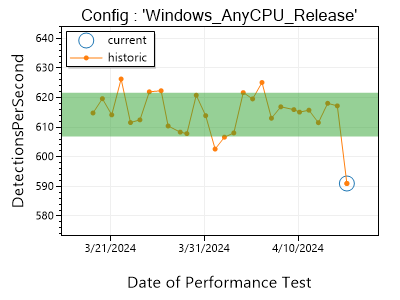 Config : 'Windows_AnyCPU_Release'
current
historic
DetectionsPerSecond
640
630
620
610
600
590
580
3/21/2024
3/31/2024
4/10/2024
Date of Performance Test